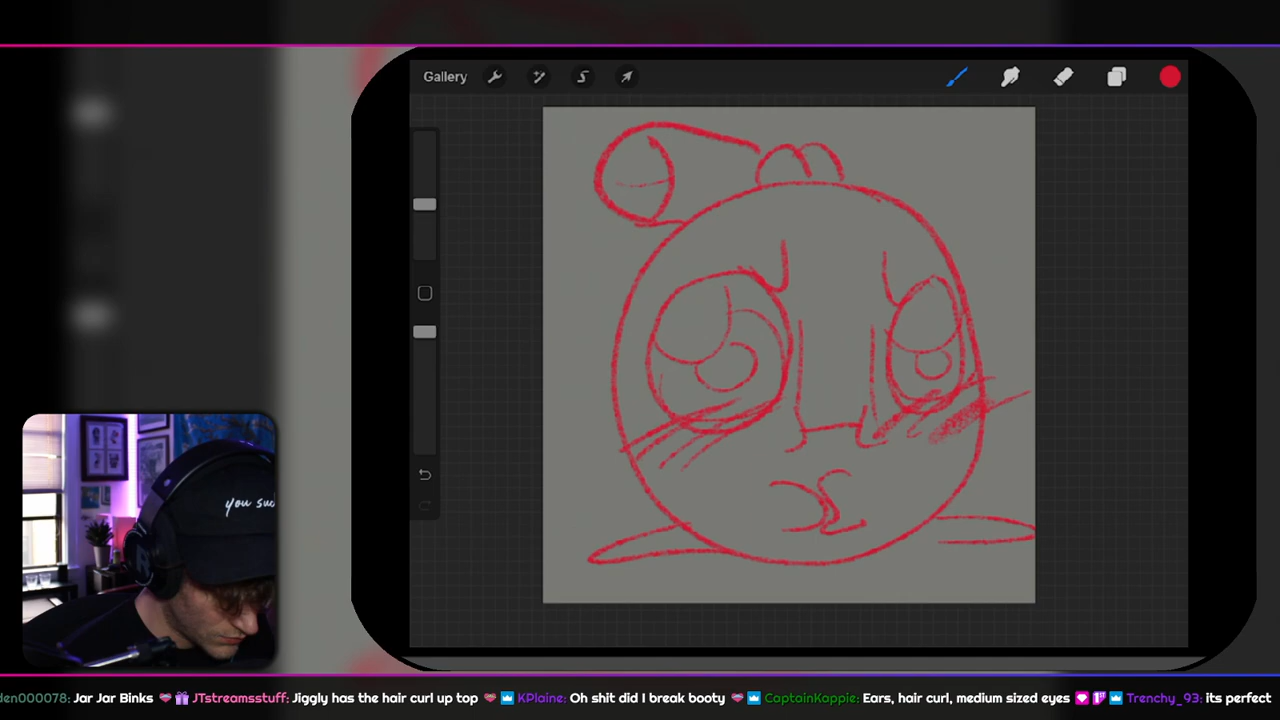 Gallery
you suc
den000078: Jar Jar Binks JTstreamsstuff: Jiggly has the hair curl up top KPlaine: Oh shit did I break booty CaptainKappie: Ears, hair curl, medium sized eyes Trenchy_93: its perfect